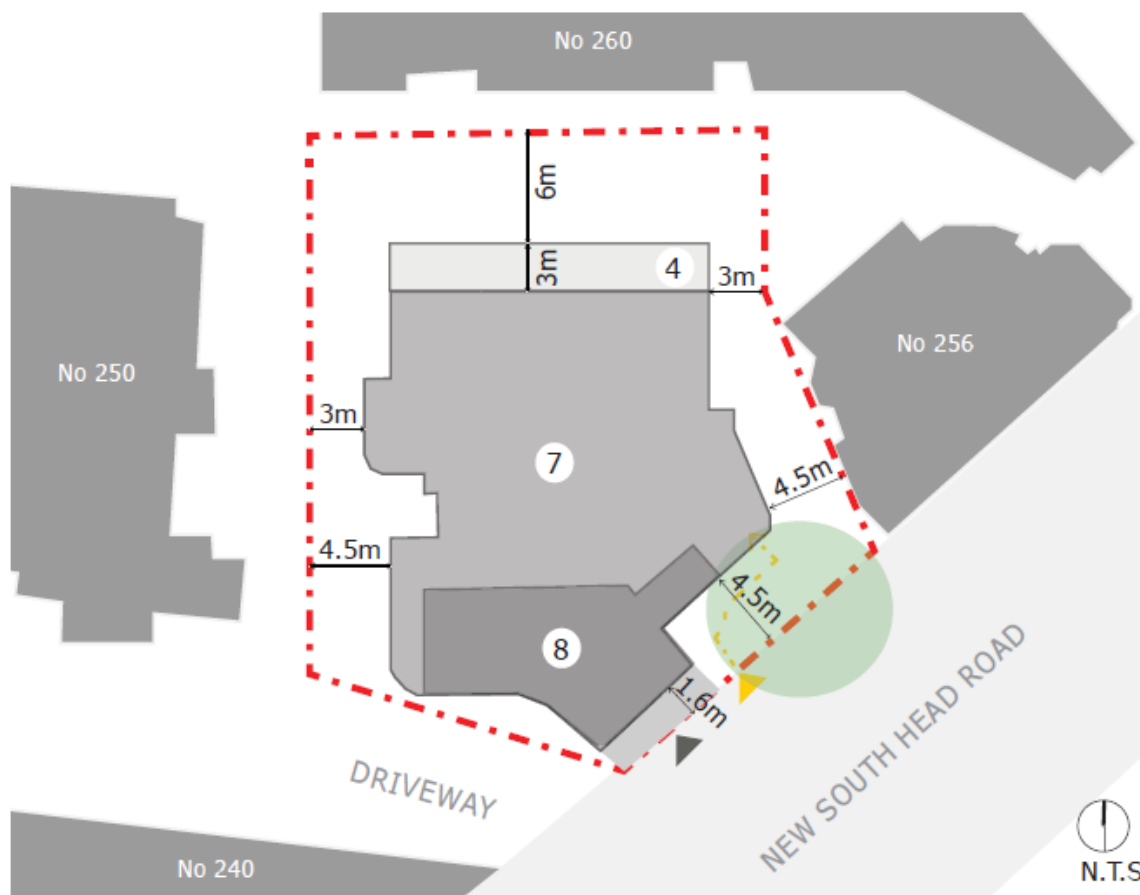 No 260
6m
3m
4
3m
No 250
No 256
3m
7
4.5m
4.5m
4.5m
8
1.6m
DRIVEWAY
NEW SOUTH HEAD ROAD
No 240
N.T.S